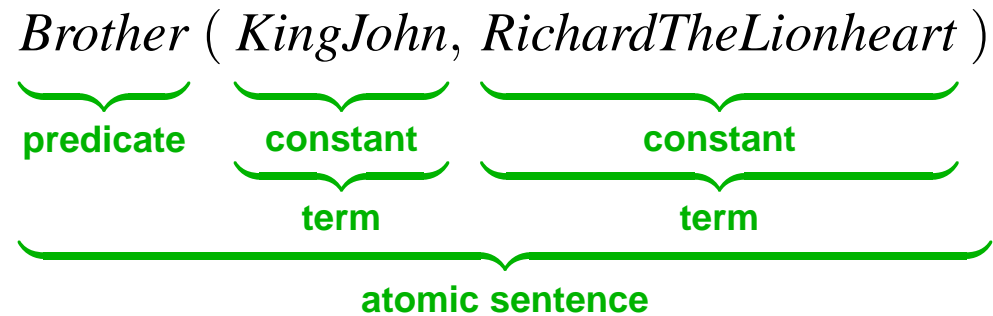 Brother ( KingJohn, RichardTheLionheart )
predicate constant constant
term term
atomic sentence